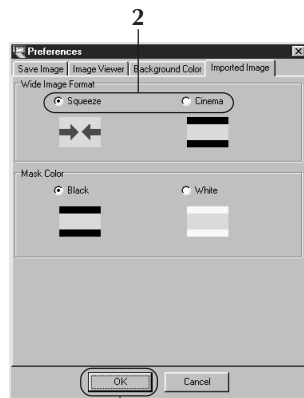 2
Preferences
Save Image Image Viewer Background Color Imported Image
Wide Image Format
Squeeze Cinema
Mask Color
Black White
OK Cancel